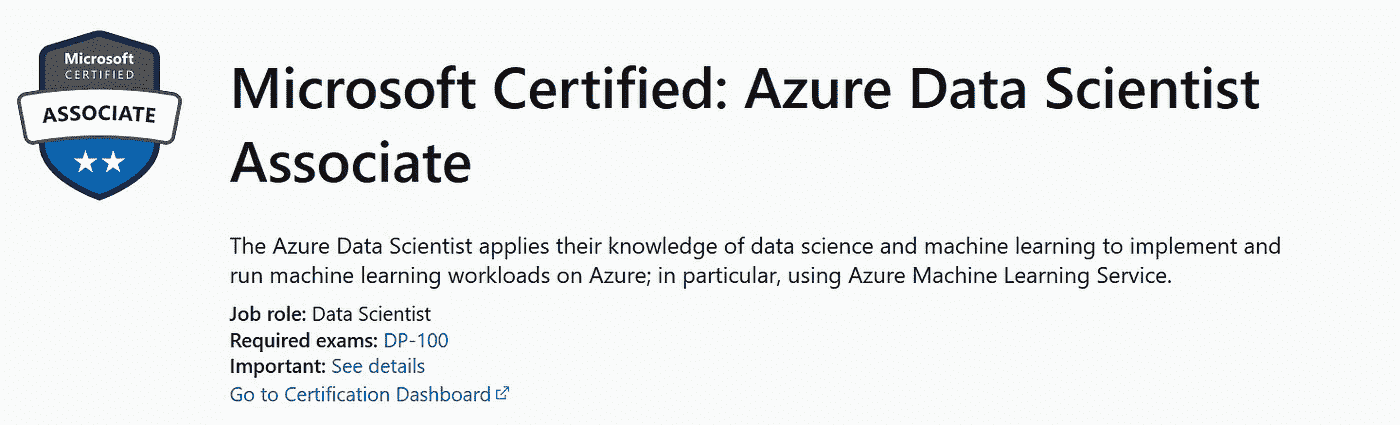 Microsoft
CERTIFIED
ASSOCIATE
Microsoft Certified: Azure Data Scientist
Associate
The Azure Data Scientist applies their knowledge of data science and machine learning to implement and
run machine learning workloads on Azure; in particular, using Azure Machine Learning Service.
Job role: Data Scientist
Required exams: DP-100
Important: See details
Go to Certification Dashboard